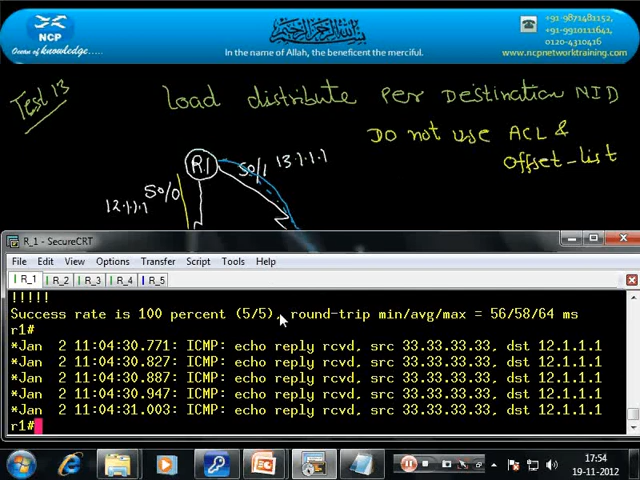 NCP
Ocean of knowledge.....
In the name of Allah, the beneficent the merciful.
+91-9871481152,
+91-9910111641,
0120-4310416
www.ncpnetworktraining.com
Test 13
Load distribute Per Destination NID
Do not use ACL &
offset-list
R1
S0/1 13.1.1.1
S0/0
12.1.1.1
R_1 - SecureCRT
File Edit View Options Transfer Script Tools Help
R_1 R_2 R_3 R_4 R_5
!!!!!
Success rate is 100 percent (5/5), round-trip min/avg/max = 56/58/64 ms
r1#
*Jan  2 11:04:30.771: ICMP: echo reply rcvd, src 33.33.33.33, dst 12.1.1.1
*Jan  2 11:04:30.827: ICMP: echo reply rcvd, src 33.33.33.33, dst 12.1.1.1
*Jan  2 11:04:30.887: ICMP: echo reply rcvd, src 33.33.33.33, dst 12.1.1.1
*Jan  2 11:04:30.947: ICMP: echo reply rcvd, src 33.33.33.33, dst 12.1.1.1
*Jan  2 11:04:31.003: ICMP: echo reply rcvd, src 33.33.33.33, dst 12.1.1.1
r1#
17:54
19-11-2012